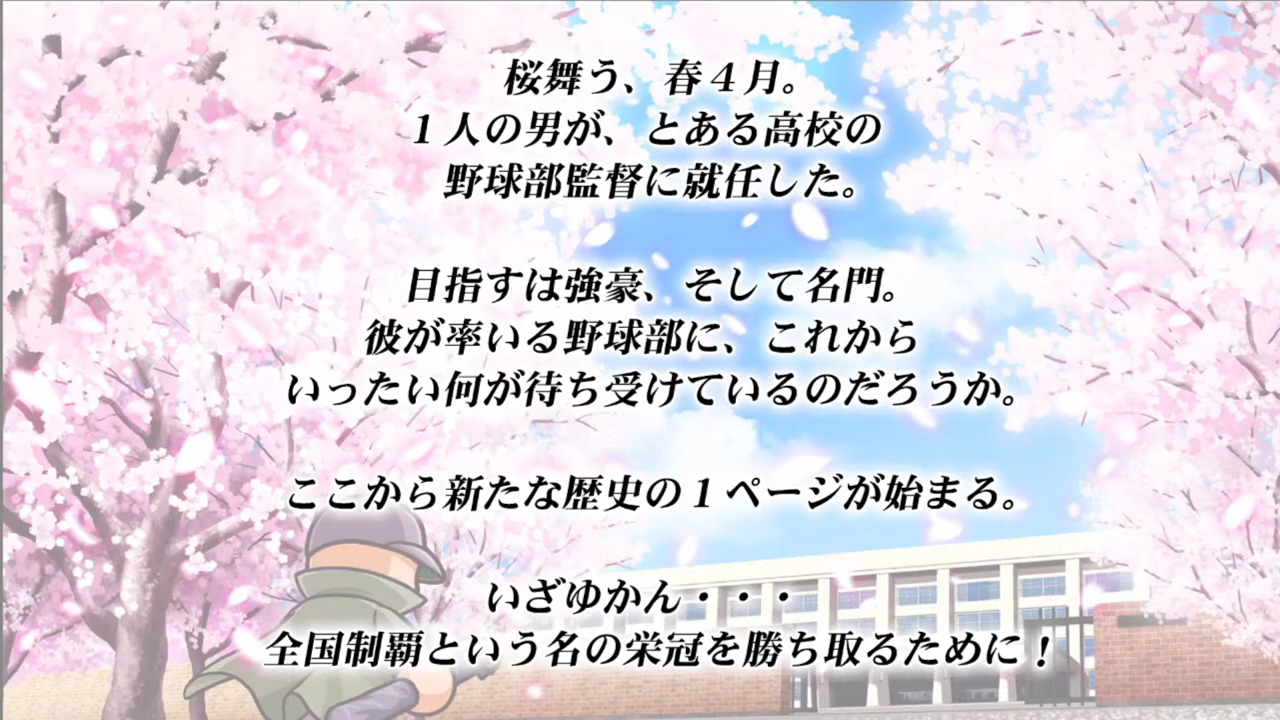 桜舞う、春４月。
１人の男が、とある高校の
野球部監督に就任した。
目指すは強豪、そして名門。
彼が率いる野球部に、これから
いったい何が待ち受けているのだろうか。
ここから新たな歴史の１ページが始まる。
いざゆかん・・・
全国制覇という名の栄冠を勝ち取るために！